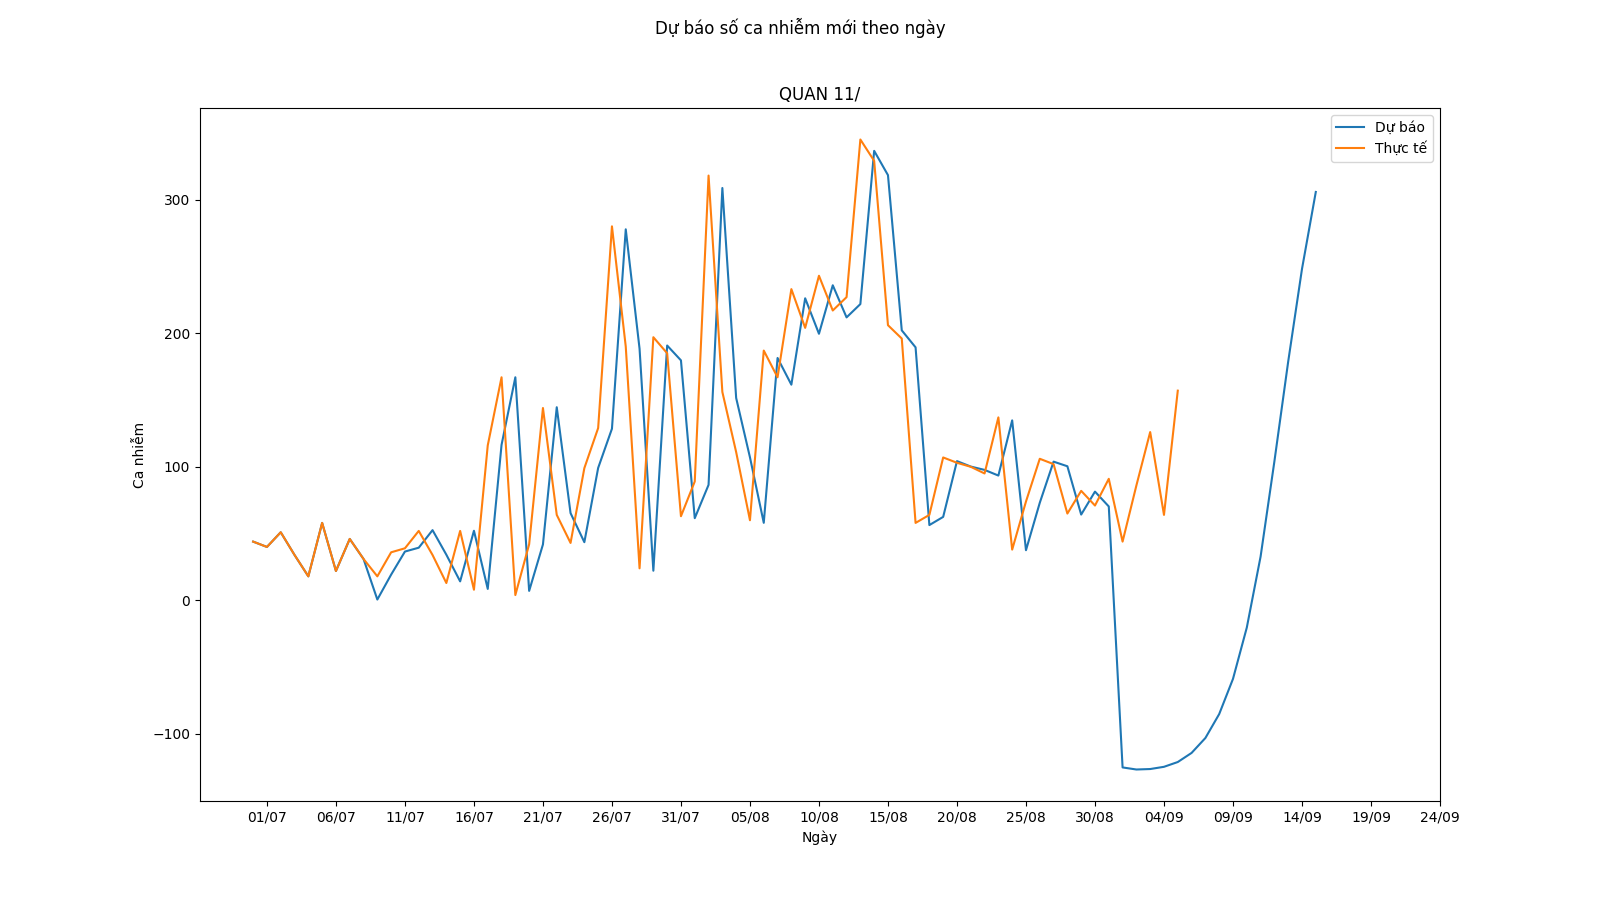 Dự báo số ca nhiễm mới theo ngày
QUAN 11/
Dự báo
Thực tế
Ca nhiễm
300
200
100
0
−100
01/07 06/07 11/07 16/07 21/07 26/07 31/07 05/08 10/08 15/08 20/08 25/08 30/08 04/09 09/09 14/09 19/09 24/09
Ngày